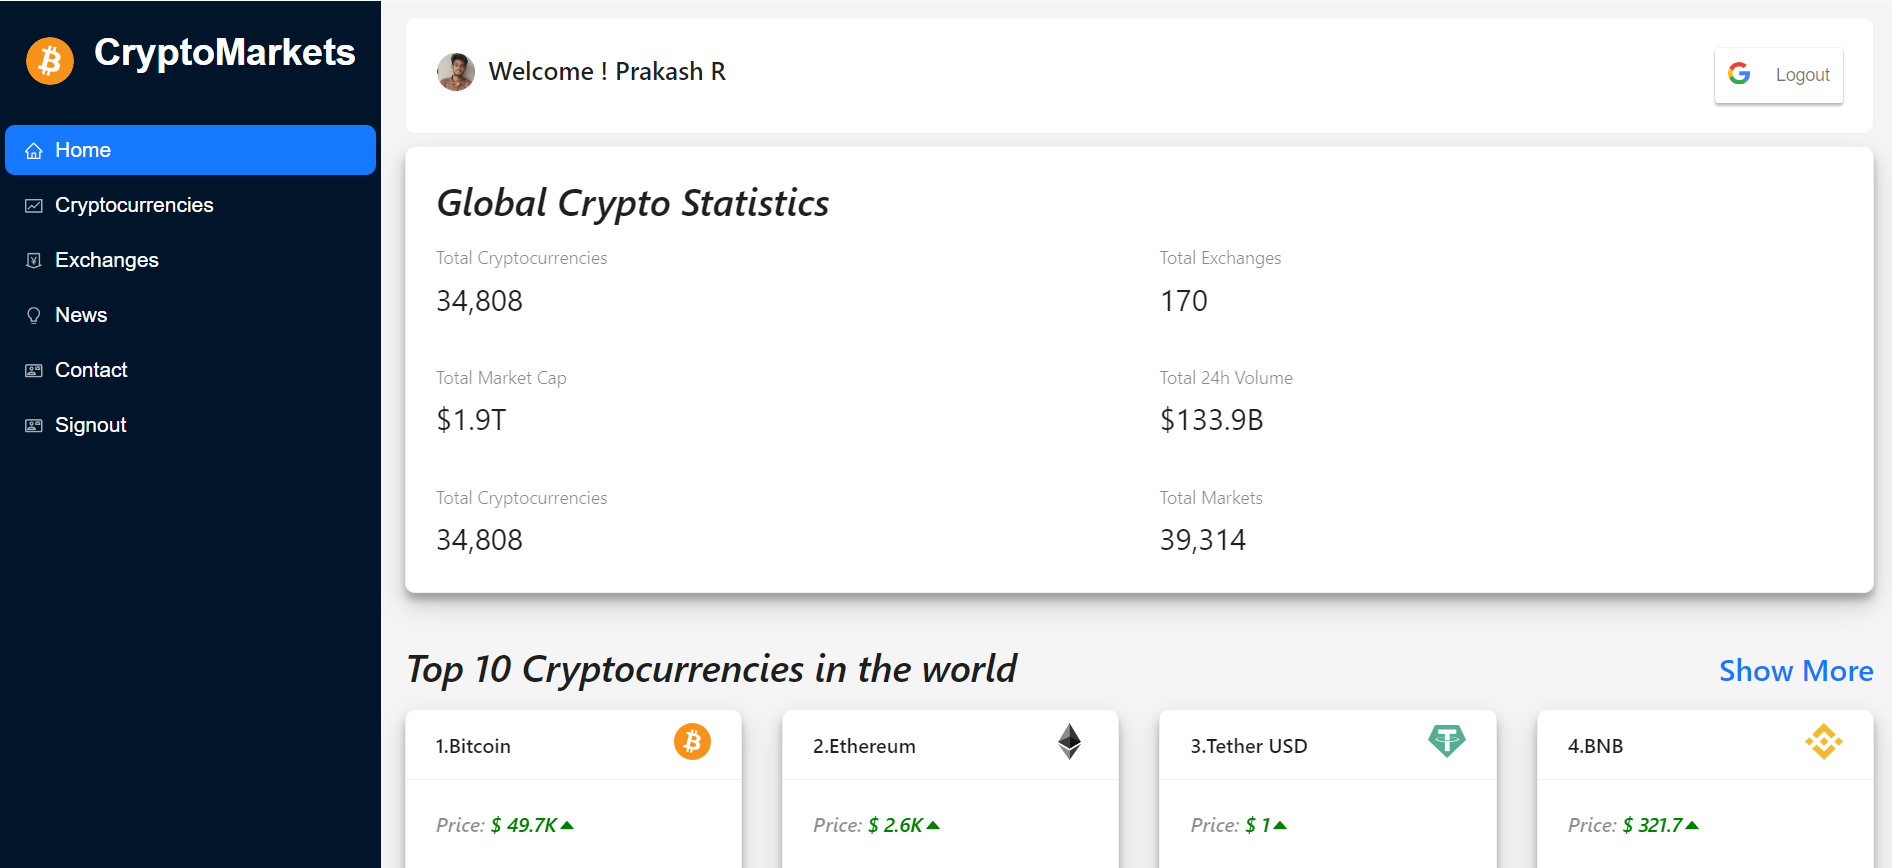 CryptoMarkets
Home
Cryptocurrencies
Exchanges
News
Contact
Signout
Welcome ! Prakash R
Logout
Global Crypto Statistics
Total Cryptocurrencies
34,808
Total Exchanges
170
Total Market Cap
$1.9T
Total 24h Volume
$133.9B
Total Cryptocurrencies
34,808
Total Markets
39,314
Top 10 Cryptocurrencies in the world
Show More
1.Bitcoin
Price: $ 49.7K
2.Ethereum
Price: $ 2.6K
3.Tether USD
Price: $ 1
4.BNB
Price: $ 321.7